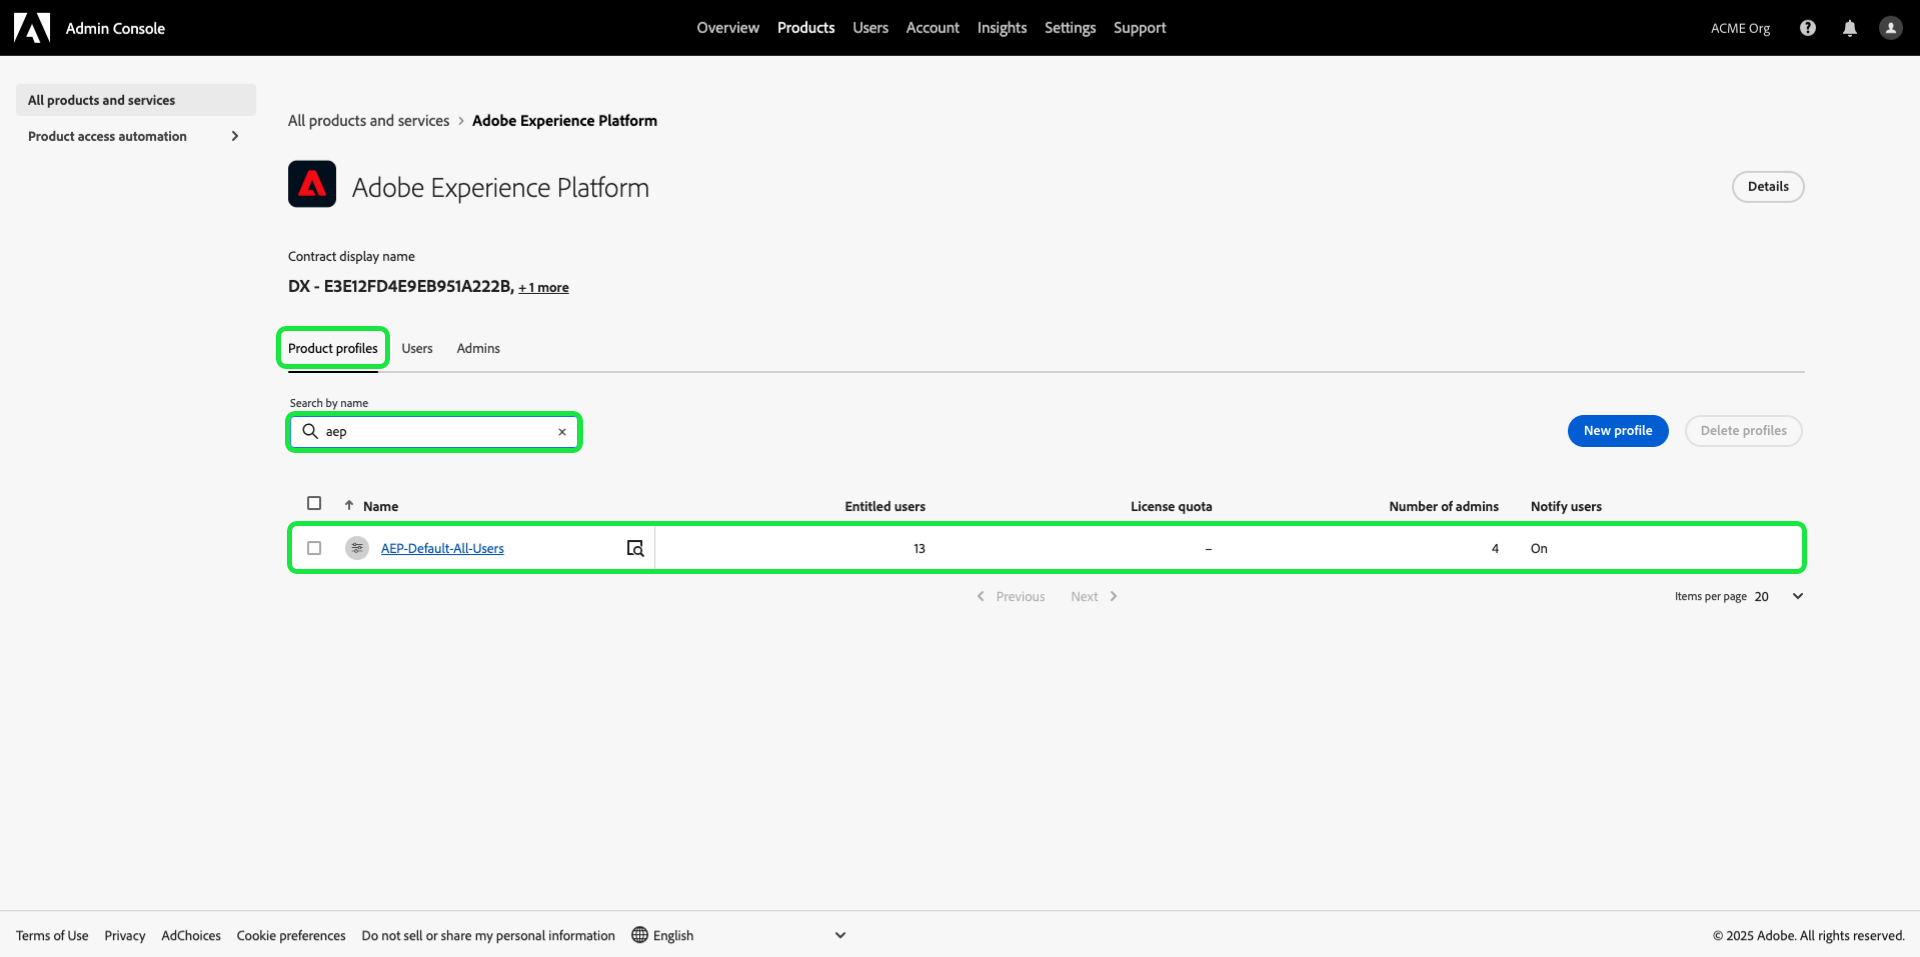 Admin Console
Overview Products Users Account Insights Settings Support
ACME Org
All products and services
Product access automation
All products and services > Adobe Experience Platform
Adobe Experience Platform
Details
Contract display name
DX - E3E12FD4E9EB951A222B, + 1 more
Product profiles Users Admins
Search by name
aep
New profile Delete profiles
Name Entitled users License quota Number of admins Notify users
AEP-Default-All-Users 13 – 4 On
Previous Next
Items per page 20
Terms of Use Privacy AdChoices Cookie preferences Do not sell or share my personal information English
© 2025 Adobe. All rights reserved.